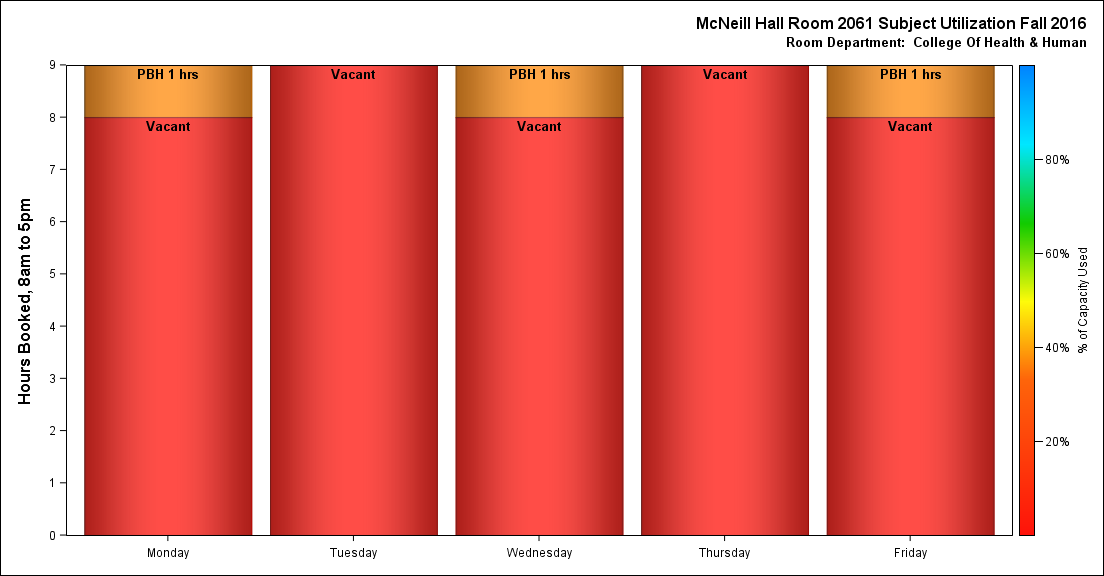 McNeill Hall Room 2061 Subject Utilization Fall 2016
Room Department:  College Of Health & Human
Hours Booked, 8am to 5pm
9
8
7
6
5
4
3
2
1
0
PBH 1 hrs
Vacant
Vacant
PBH 1 hrs
Vacant
Vacant
PBH 1 hrs
Vacant
Monday
Tuesday
Wednesday
Thursday
Friday
80%
60%
40%
20%
% of Capacity Used